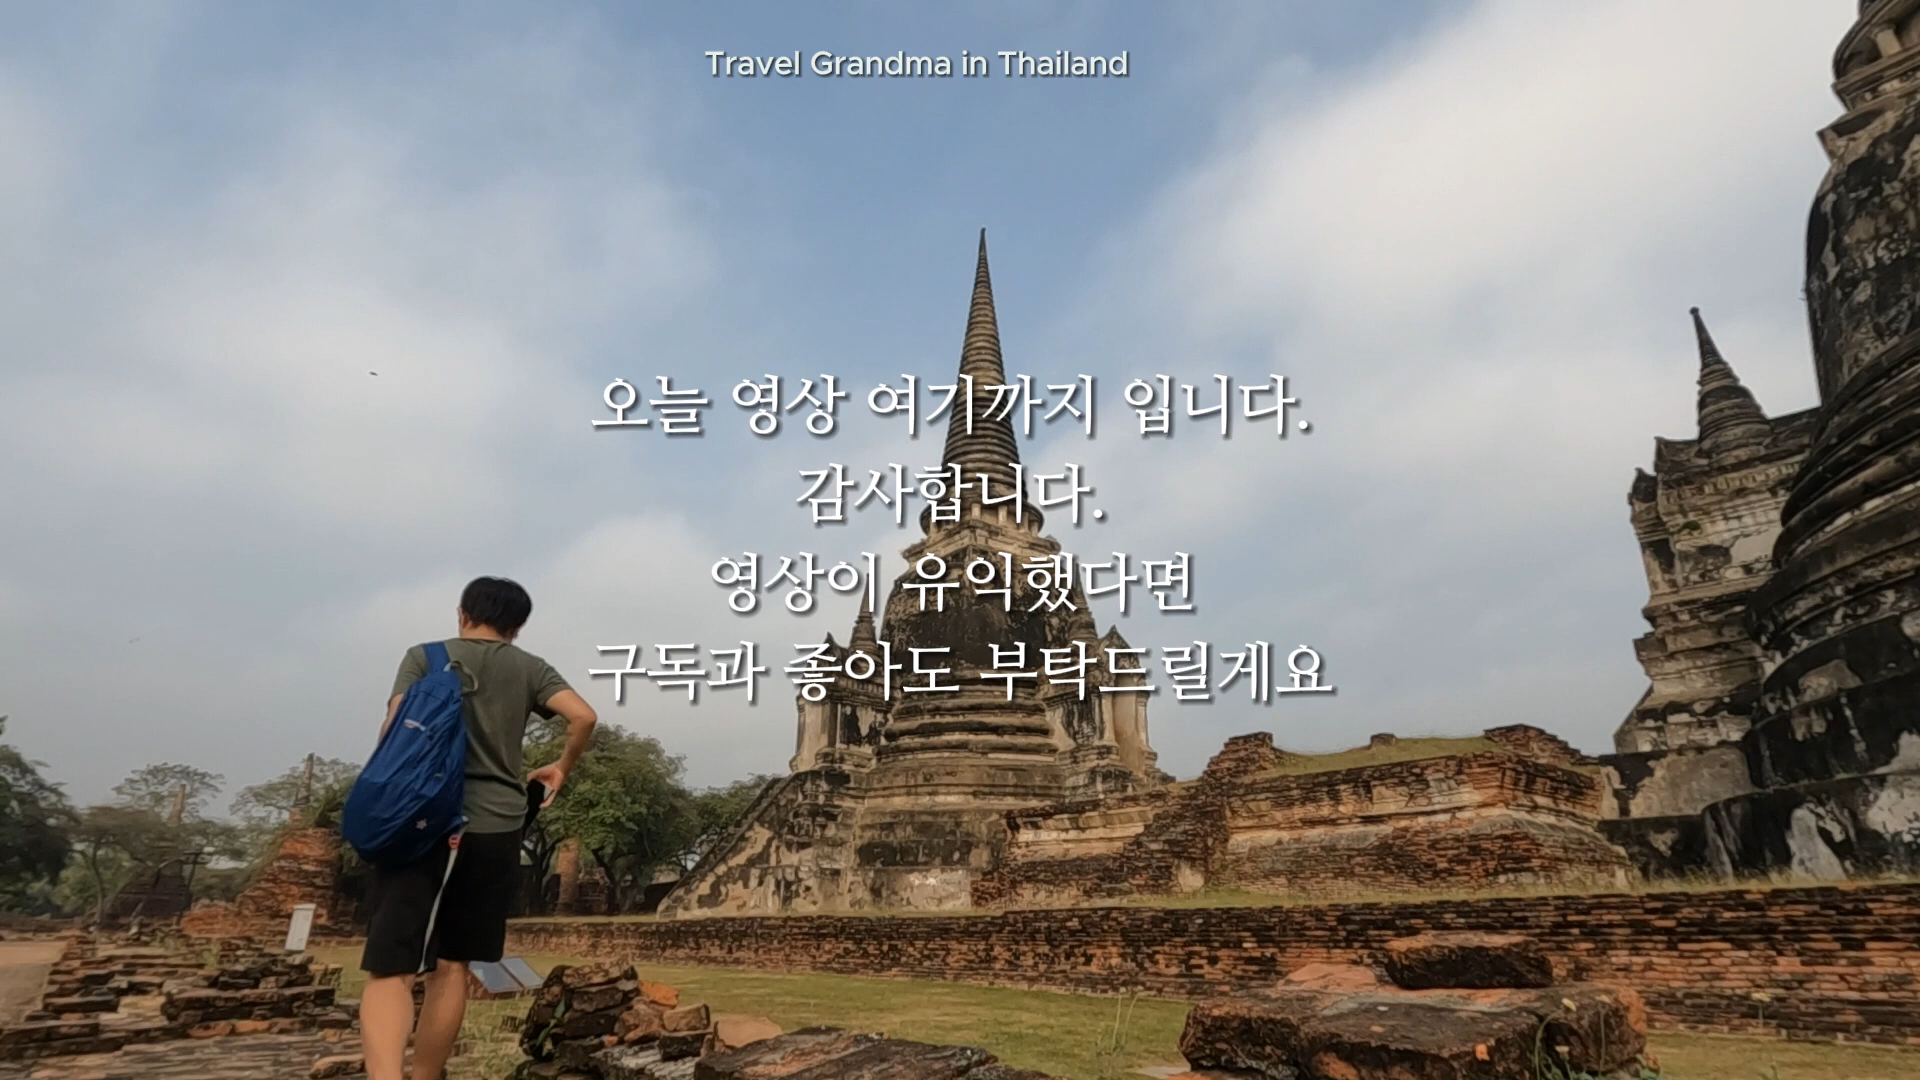 Travel Grandma in Thailand
오늘 영상 여기까지 입니다.
감사합니다.
영상이 유익했다면
구독과 좋아도 부탁드릴게요